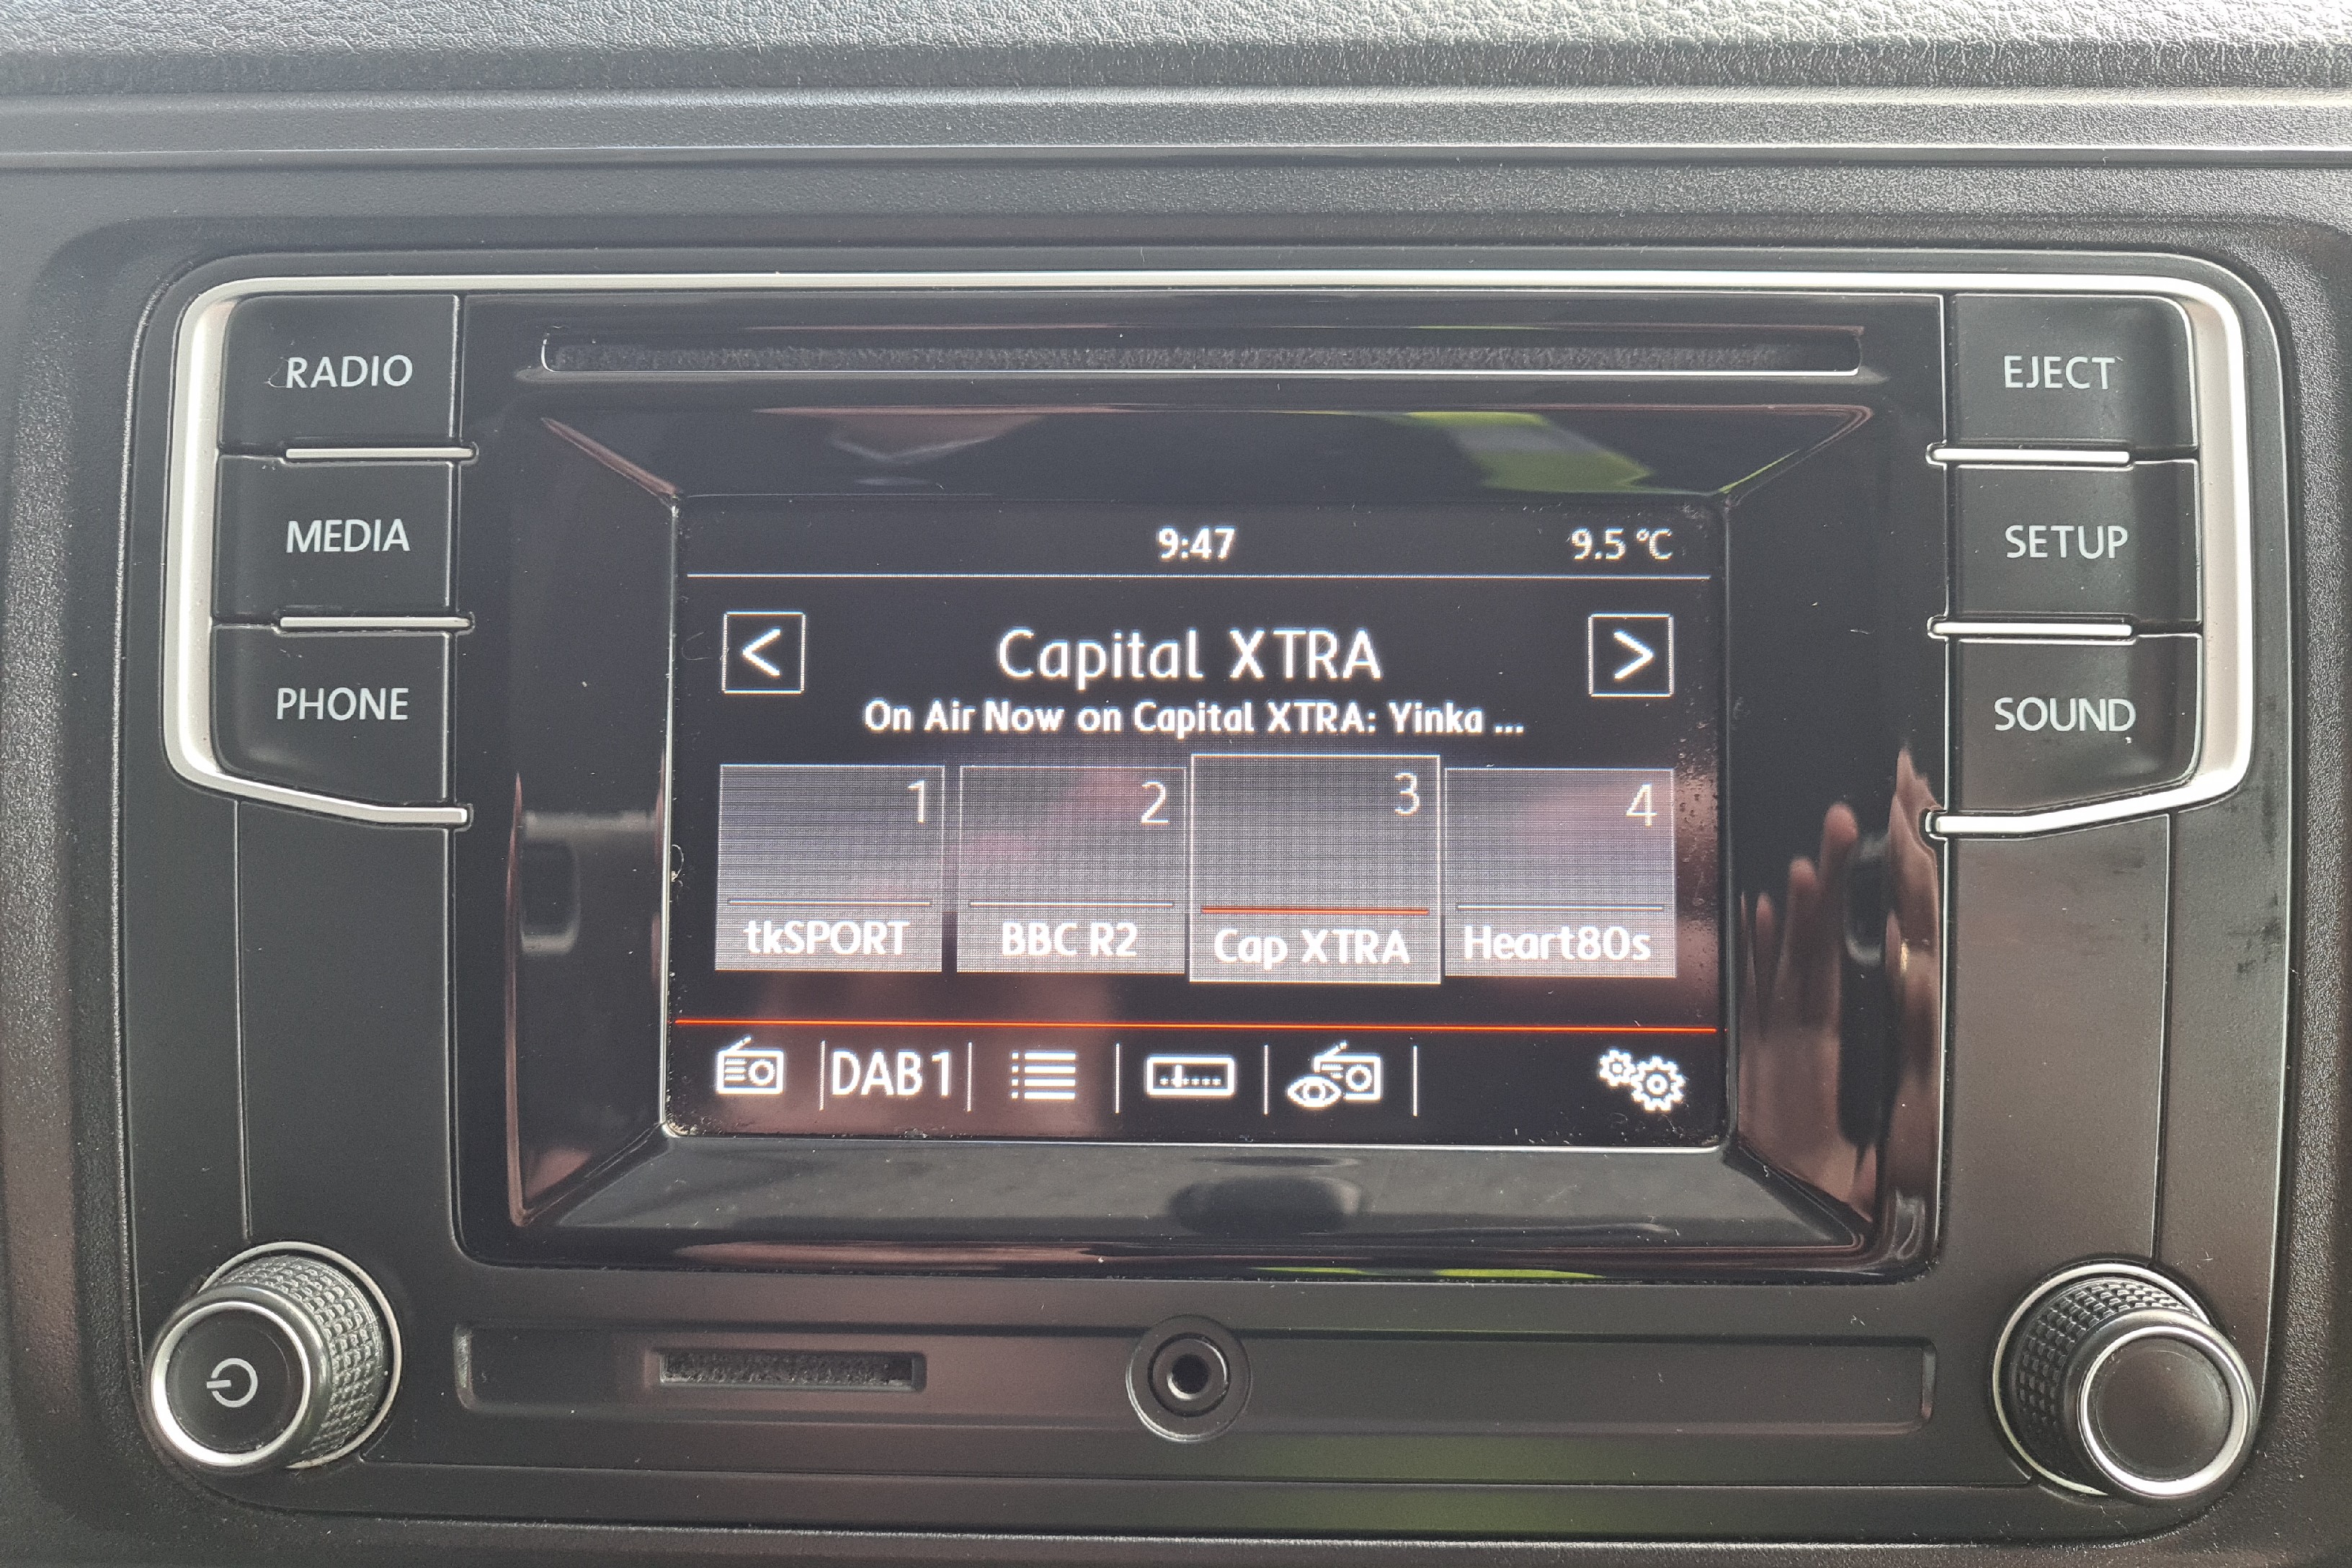 RADIO
MEDIA
PHONE
EJECT
SETUP
SOUND
9:47 9.5 °C
< Capital XTRA >
On Air Now on Capital XTRA: Yinka ...
1 2 3 4
tkSPORT BBC R2 Cap XTRA Heart80s
DAB1